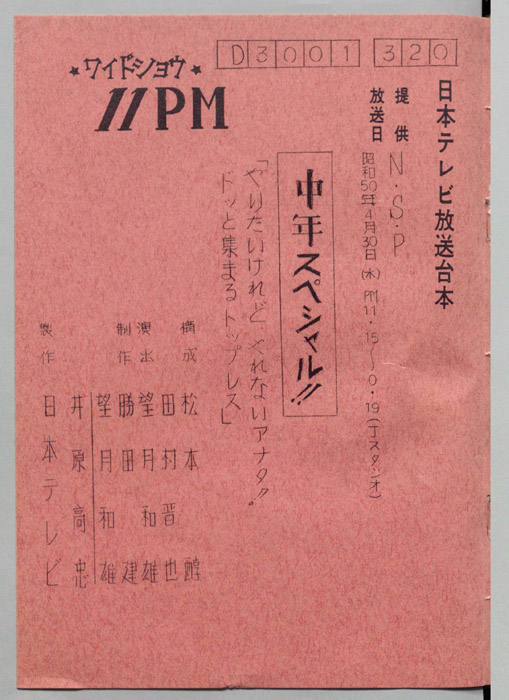 日本テレビ放送台本
D3001 320
提供 N・S・P
放送日 昭和50年4月30日(水) PM11・15〜0・19(Tスタジオ)
★ワイドショウ★
11PM
中年スペシャル!!
「やりたいけれど、やれないアナタ〃
ドッと集まるトップレス」
構成 松本 醇
田村晋也
演出 望月和雄
制作 勝田 建
望月和雄
井原高忠
製作 日本テレビ